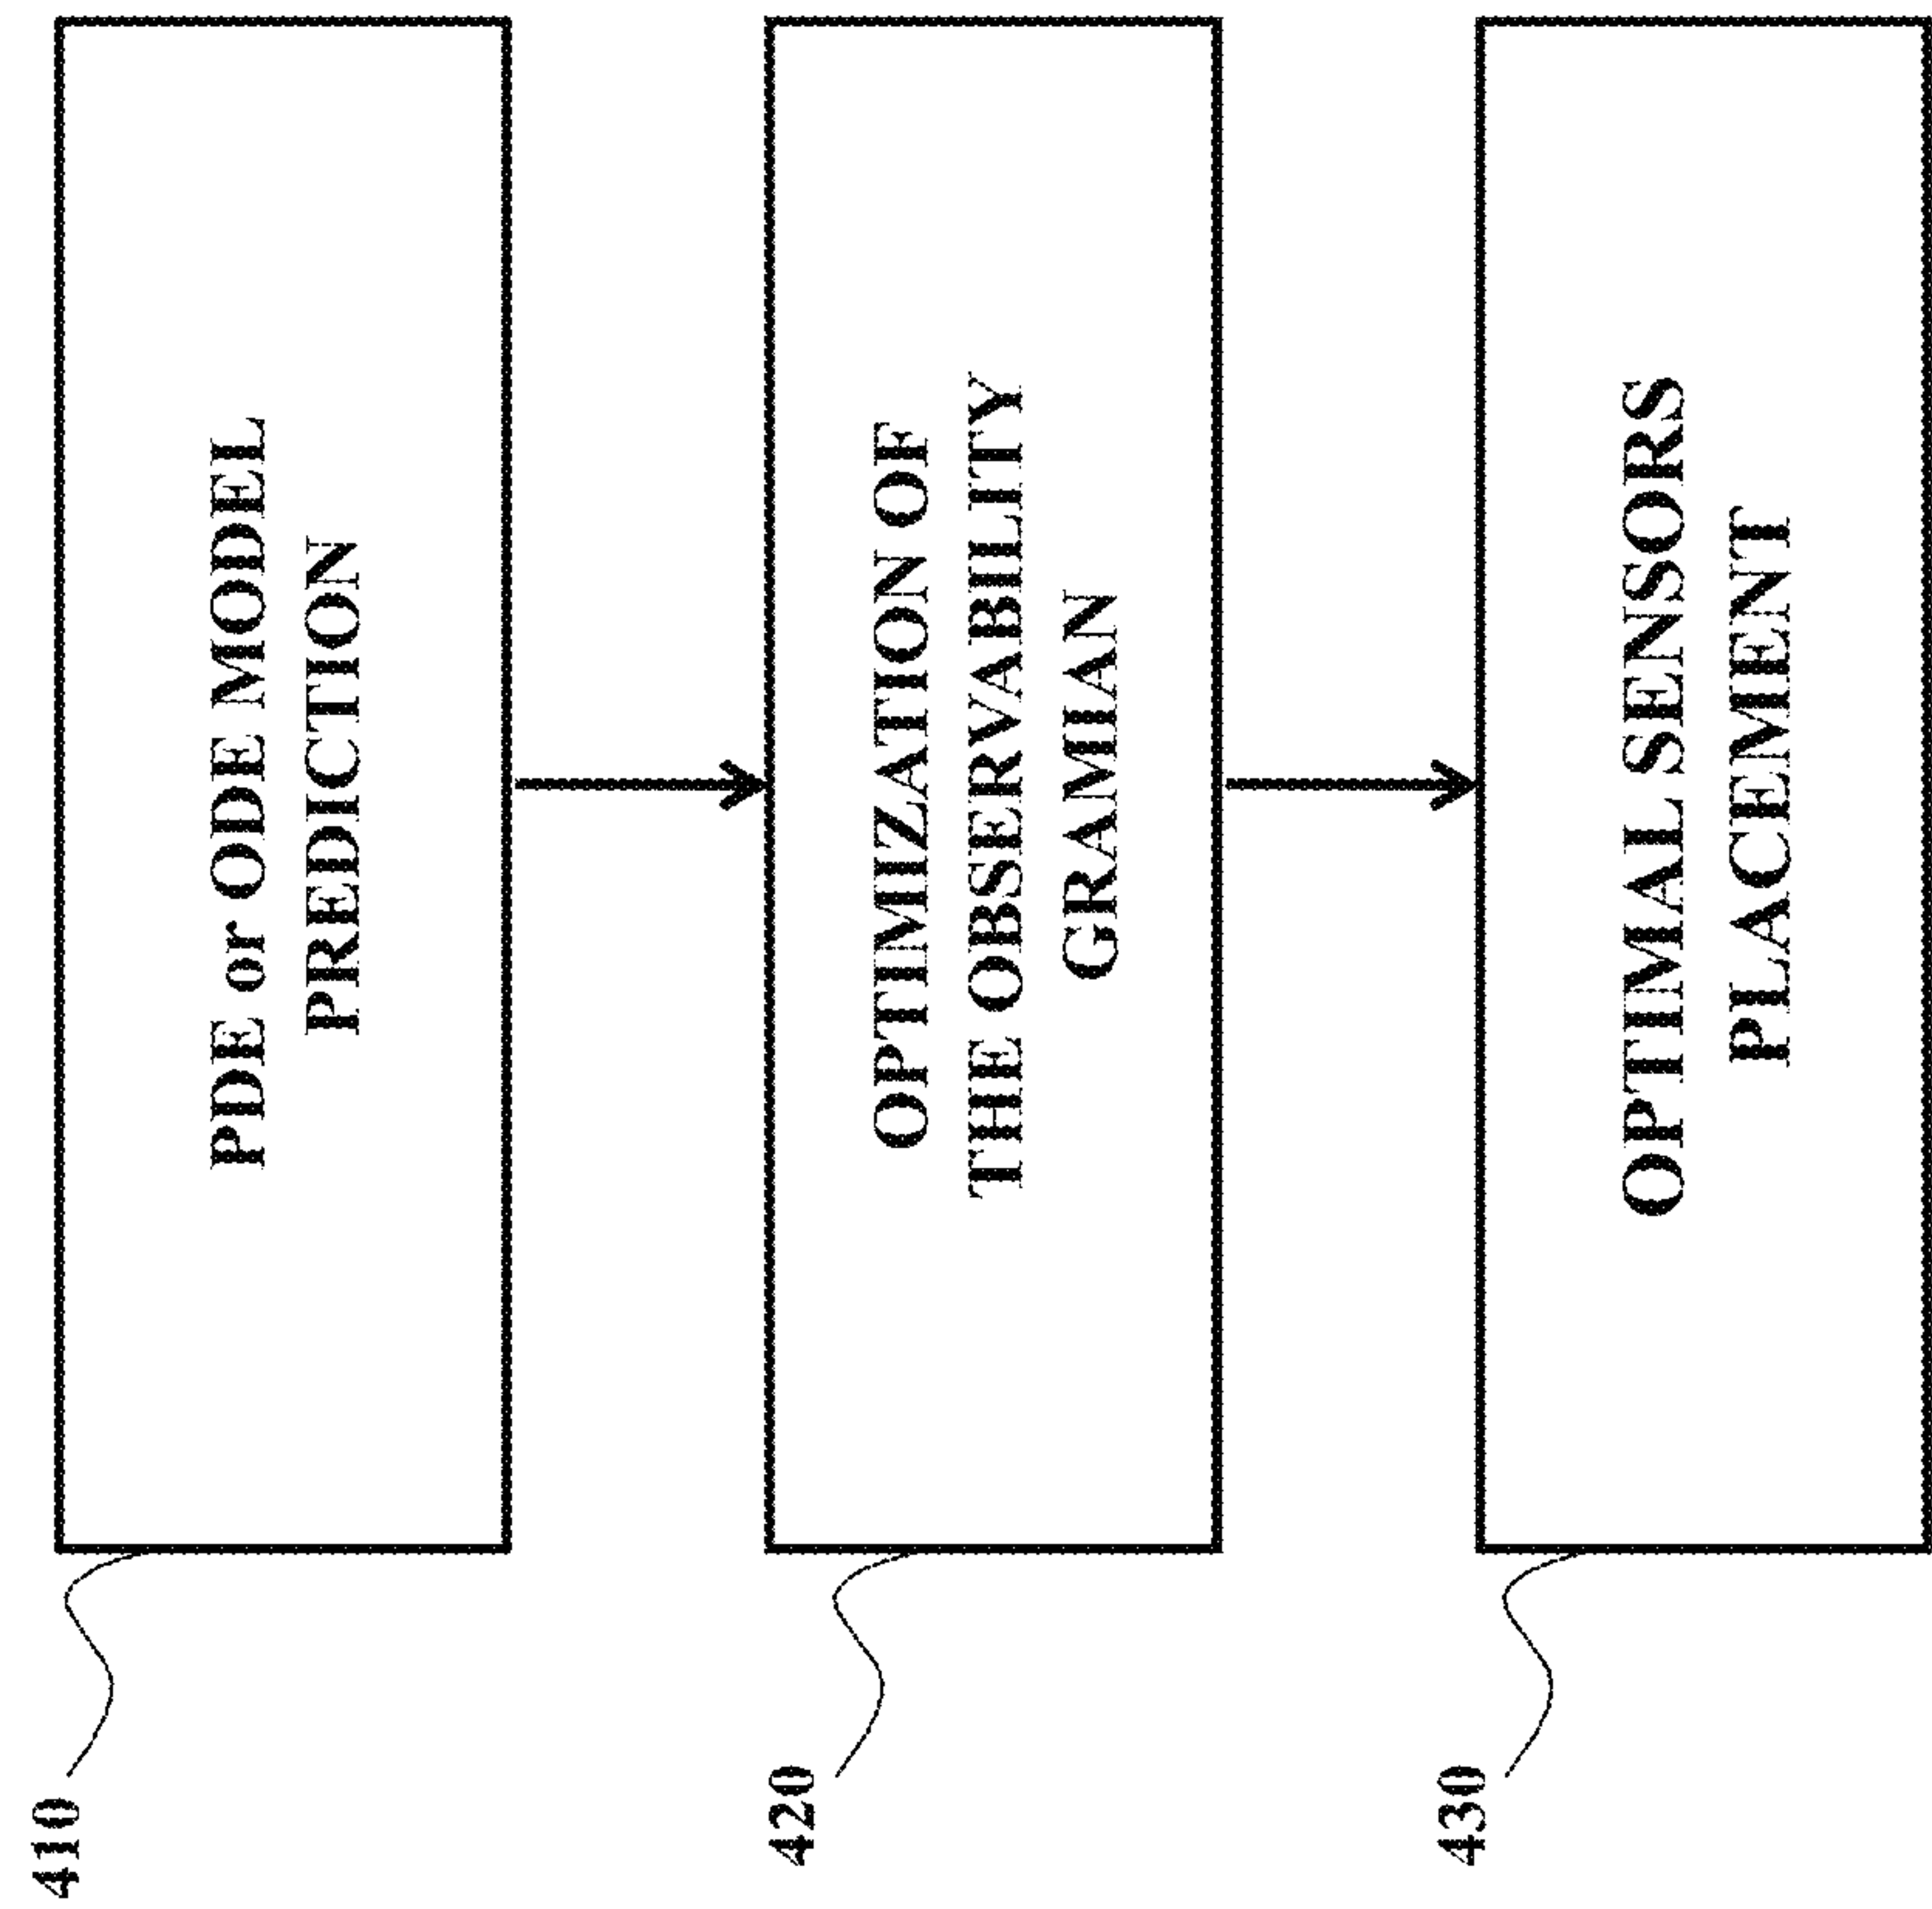 410
PDE or ODE MODEL
PREDICTION
420
OPTIMIZATION OF
THE OBSERVABILITY
GRAMIAN
430
OPTIMAL SENSORS
PLACEMENT